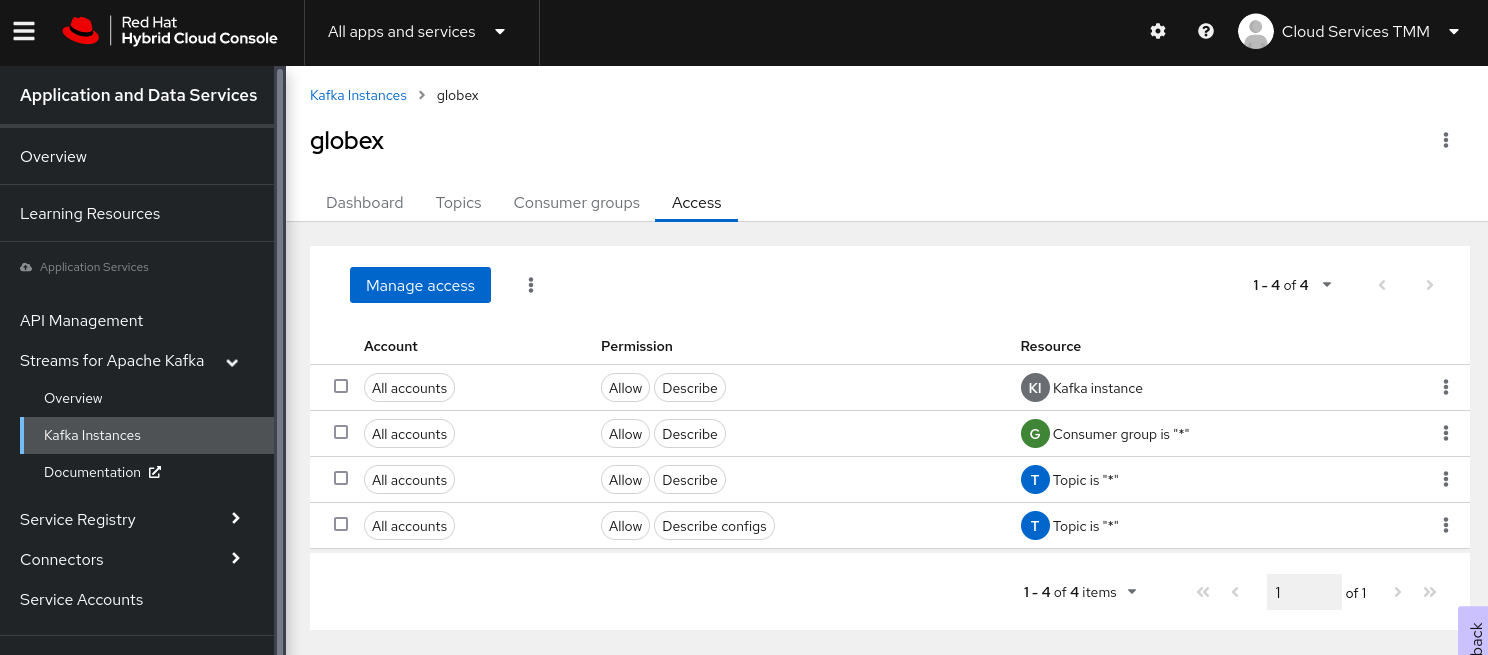 Red Hat
Hybrid Cloud Console
All apps and services
Cloud Services TMM
Application and Data Services
Overview
Learning Resources
Application Services
API Management
Streams for Apache Kafka
Overview
Kafka Instances
Documentation
Service Registry
Connectors
Service Accounts
Kafka Instances > globex
globex
Dashboard Topics Consumer groups Access
Manage access
1 - 4 of 4
Account Permission Resource
All accounts Allow Describe KI Kafka instance
All accounts Allow Describe G Consumer group is "*"
All accounts Allow Describe T Topic is "*"
All accounts Allow Describe configs T Topic is "*"
1 - 4 of 4 items
1 of 1
back